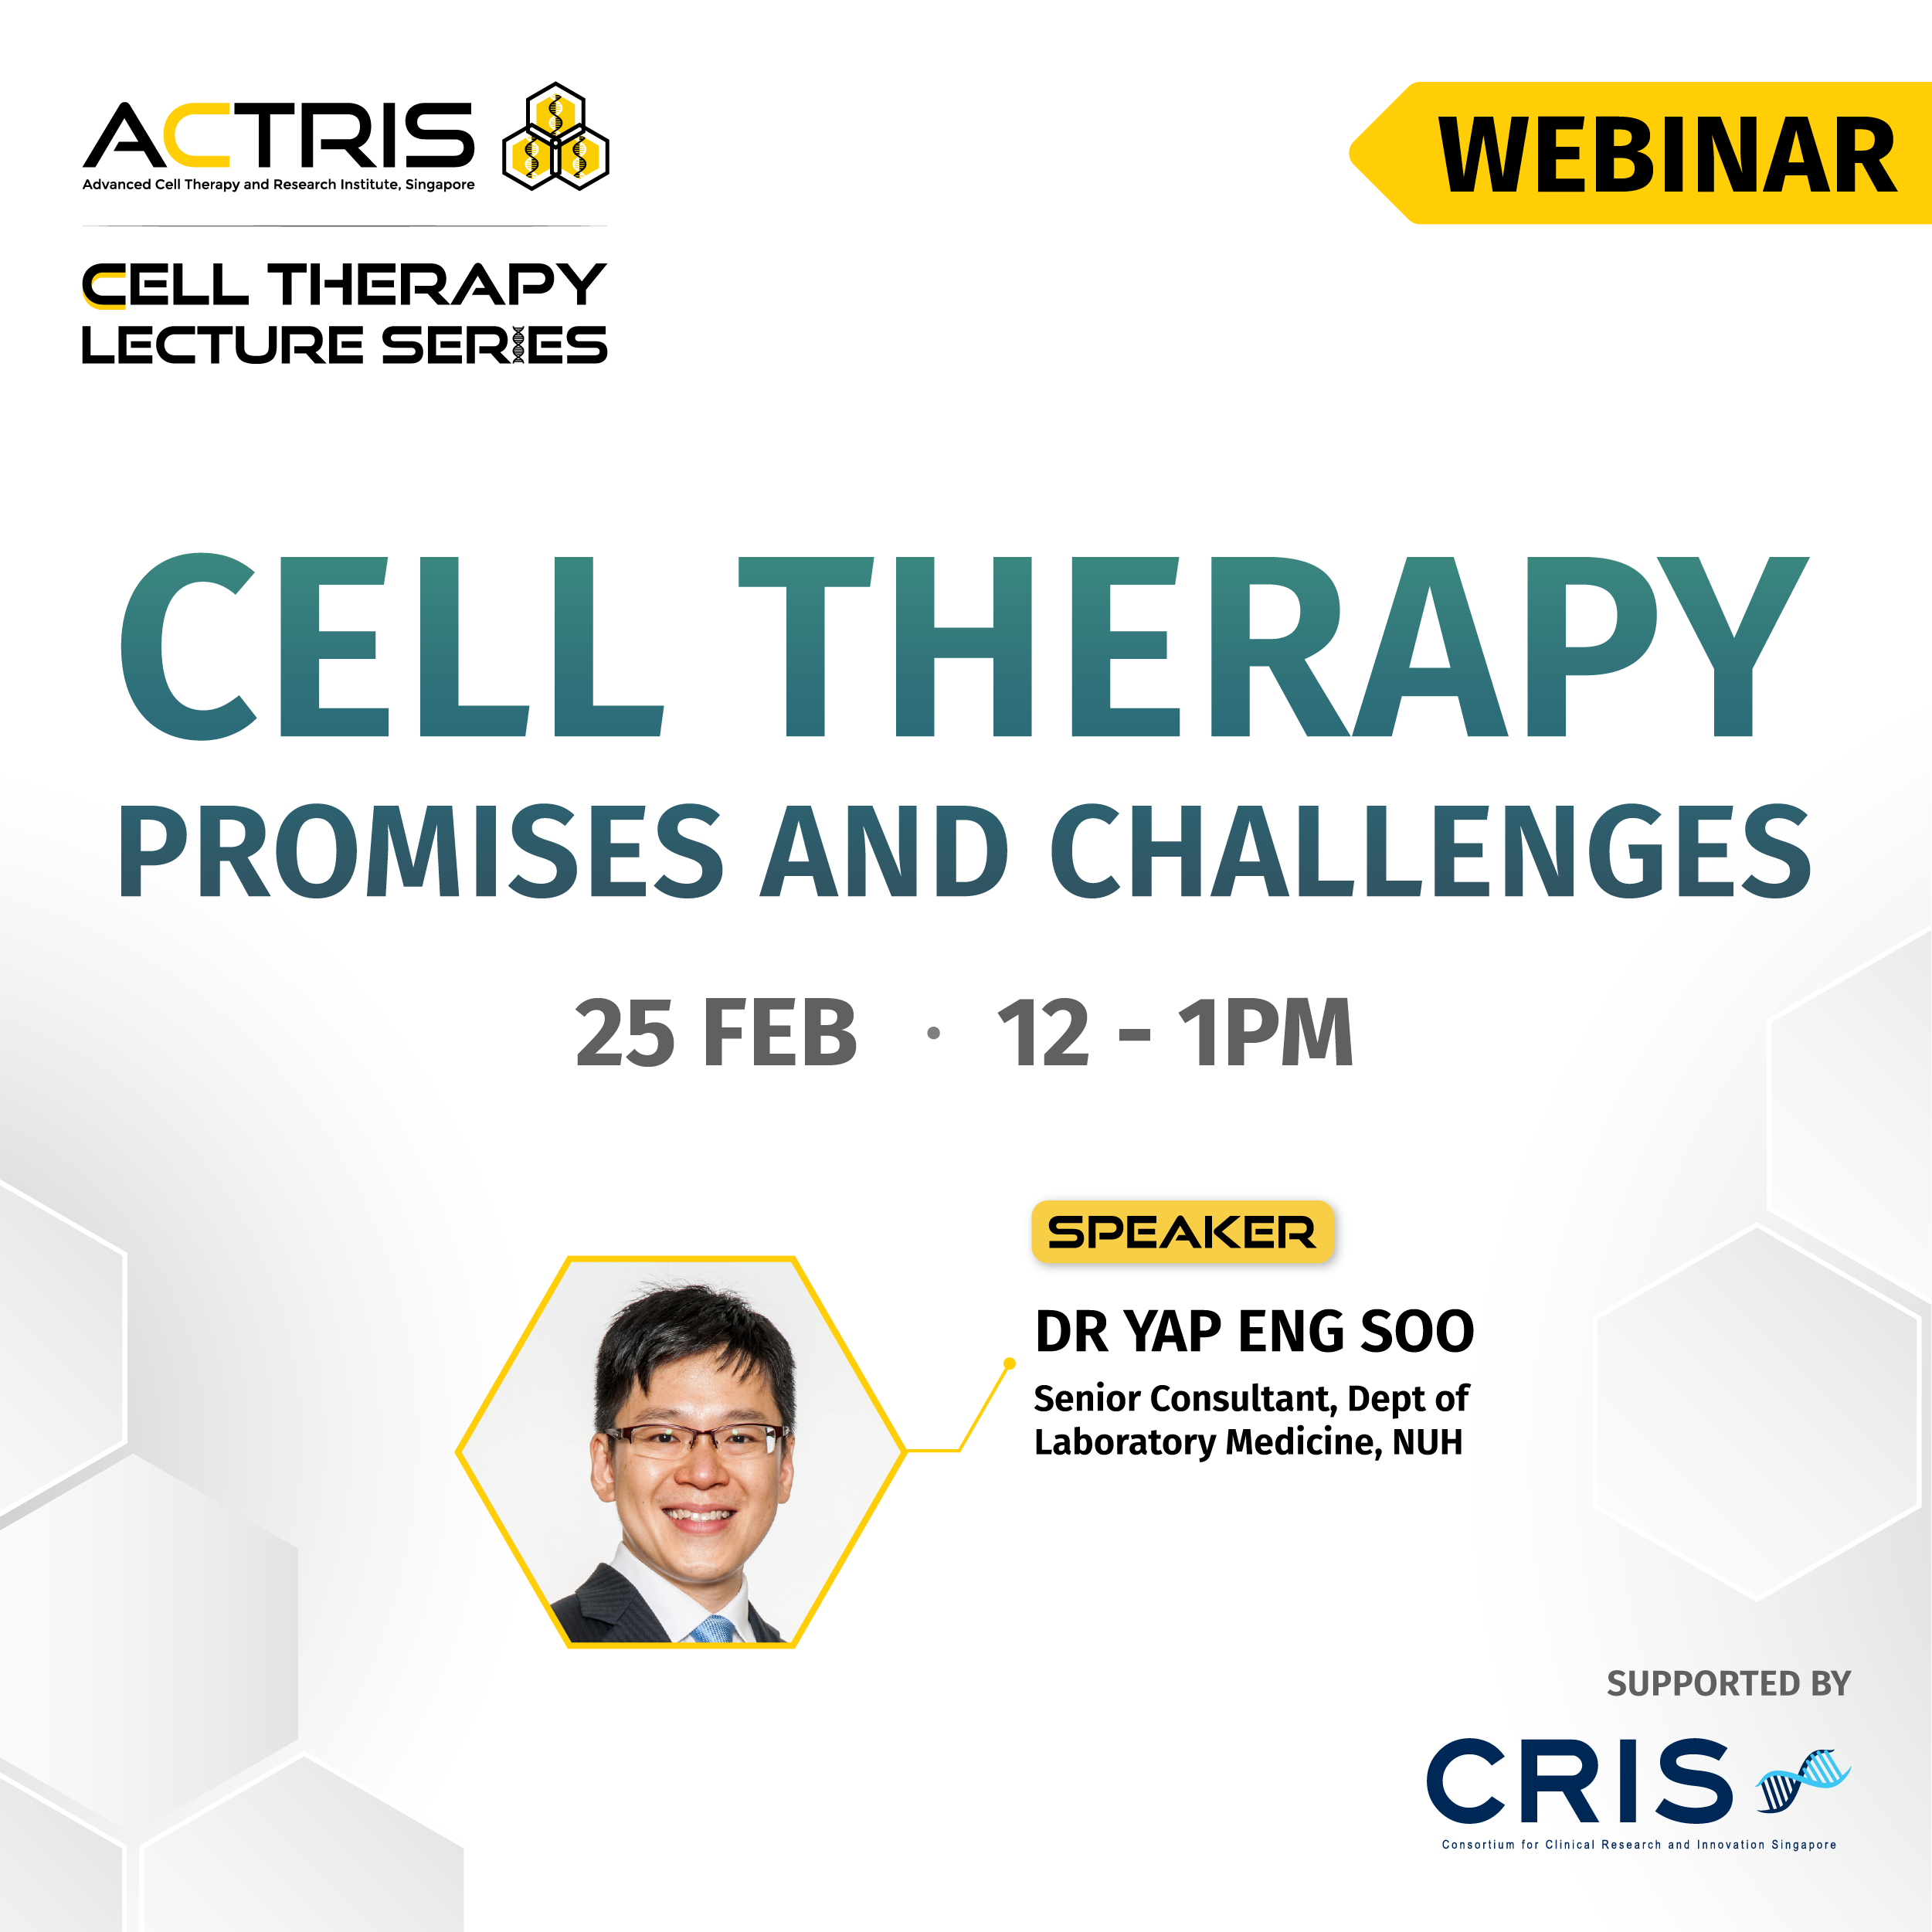 ACTRIS
Advanced Cell Therapy and Research Institute, Singapore
WEBINAR
CELL THERAPY
LECTURE SERIES
CELL THERAPY
PROMISES AND CHALLENGES
25 FEB · 12 - 1PM
SPEAKER
DR YAP ENG SOO
Senior Consultant, Dept of
Laboratory Medicine, NUH
SUPPORTED BY
CRIS
Consortium for Clinical Research and Innovation Singapore